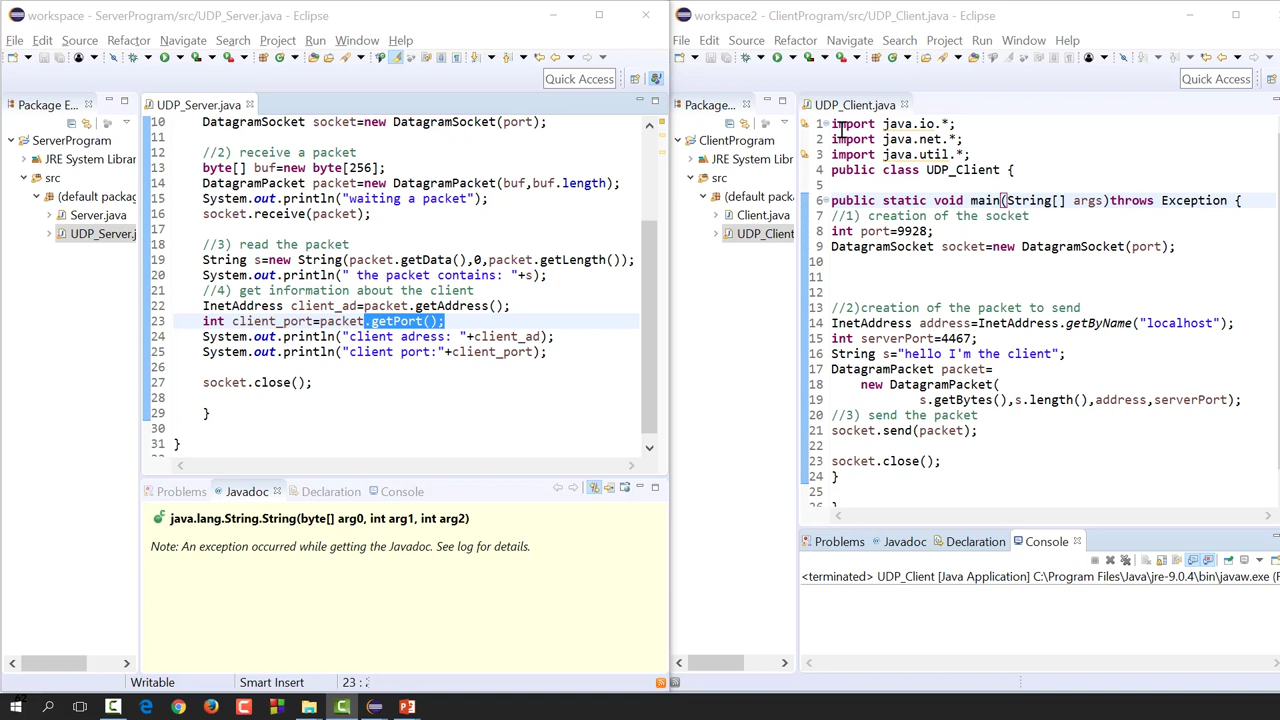 workspace - ServerProgram/src/UDP_Server.java - Eclipse
File Edit Source Refactor Navigate Search Project Run Window Help
Quick Access
Package E...
ServerProgram
JRE System Librar
src
(default package
Server.java
UDP_Server.j
UDP_Server.java
10 DatagramSocket socket=new DatagramSocket(port);
11
12 //2) receive a packet
13 byte[] buf=new byte[256];
14 DatagramPacket packet=new DatagramPacket(buf,buf.length);
15 System.out.println("waiting a packet");
16 socket.receive(packet);
17
18 //3) read the packet
19 String s=new String(packet.getData(),0,packet.getLength());
20 System.out.println(" the packet contains: "+s);
21 //4) get information about the client
22 InetAddress client_ad=packet.getAddress();
23 int client_port=packet.getPort();
24 System.out.println("client adress: "+client_ad);
25 System.out.println("client port:"+client_port);
26
27 socket.close();
28
29 }
30
31 }
Problems Javadoc Declaration Console
java.lang.String.String(byte[] arg0, int arg1, int arg2)
Note: An exception occurred while getting the Javadoc. See log for details.
Writable Smart Insert 23 :
workspace2 - ClientProgram/src/UDP_Client.java - Eclipse
File Edit Source Refactor Navigate Search Project Run Window Help
Quick Access
Package...
ClientProgram
JRE System Librar
src
(default package
Client.java
UDP_Client
UDP_Client.java
1 import java.io.*;
2 import java.net.*;
3 import java.util.*;
4 public class UDP_Client {
5
6 public static void main(String[] args)throws Exception {
7 //1) creation of the socket
8 int port=9928;
9 DatagramSocket socket=new DatagramSocket(port);
10
11
12
13 //2)creation of the packet to send
14 InetAddress address=InetAddress.getByName("localhost");
15 int serverPort=4467;
16 String s="hello I'm the client";
17 DatagramPacket packet=
18 new DatagramPacket(
19 s.getBytes(),s.length(),address,serverPort);
20 //3) send the packet
21 socket.send(packet);
22
23 socket.close();
24 }
25
26 }
Problems Javadoc Declaration Console
<terminated> UDP_Client [Java Application] C:\Program Files\Java\jre-9.0.4\bin\javaw.exe (F